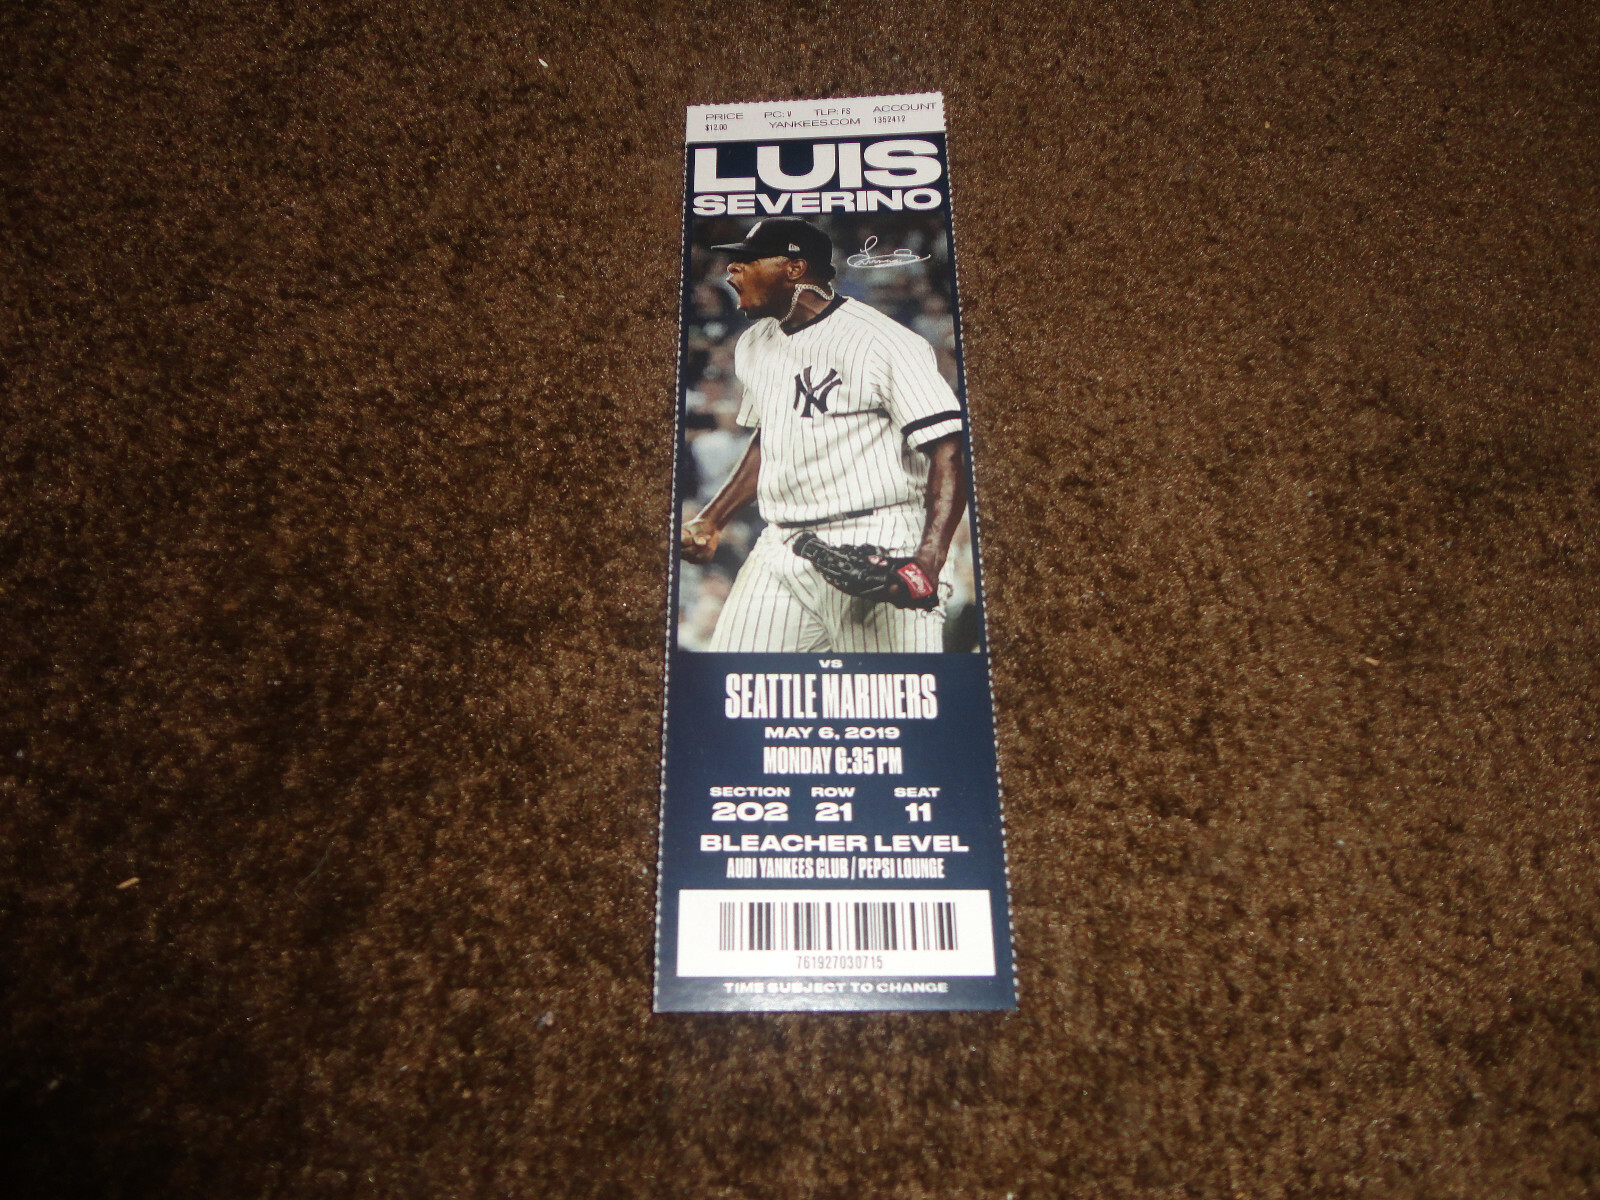 PRICE PC: V TLP: FS ACCOUNT
$12.00 YANKEES.COM 1352412
LUIS
SEVERINO
NY
VS
SEATTLE MARINERS
MAY 6, 2019
MONDAY 6:35 PM
SECTION ROW SEAT
202 21 11
BLEACHER LEVEL
AUDI YANKEES CLUB / PEPSI LOUNGE
761927030715
TIME SUBJECT TO CHANGE